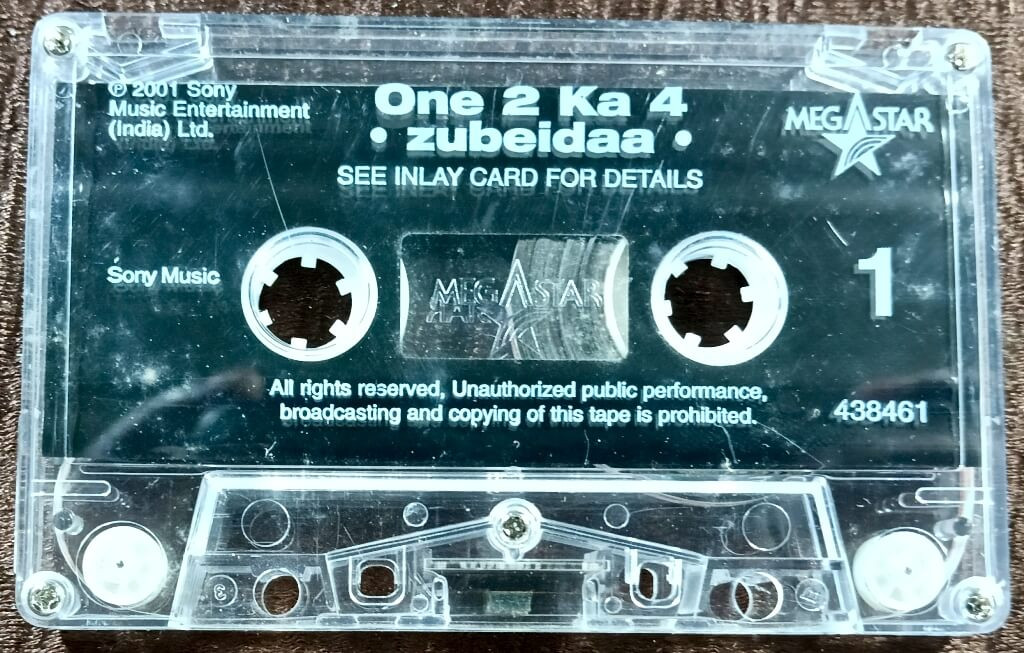 ℗ 2001 Sony
Music Entertainment
(India) Ltd.
One 2 Ka 4
• zubeidaa •
SEE INLAY CARD FOR DETAILS
MEGASTAR
Sony Music
MEGASTAR
1
All rights reserved, Unauthorized public performance,
broadcasting and copying of this tape is prohibited.
438461